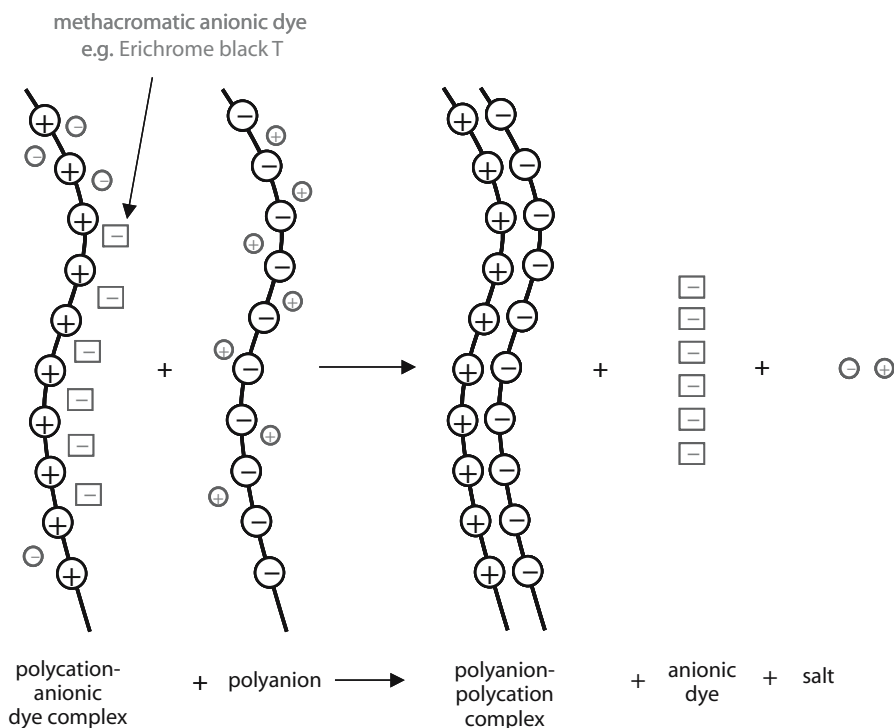 methacromatic anionic dye
e.g. Erichrome black T
+ + +
polycation-
anionic
dye complex
+ polyanion
polyanion-
polycation
complex
+ anionic
dye
+ salt